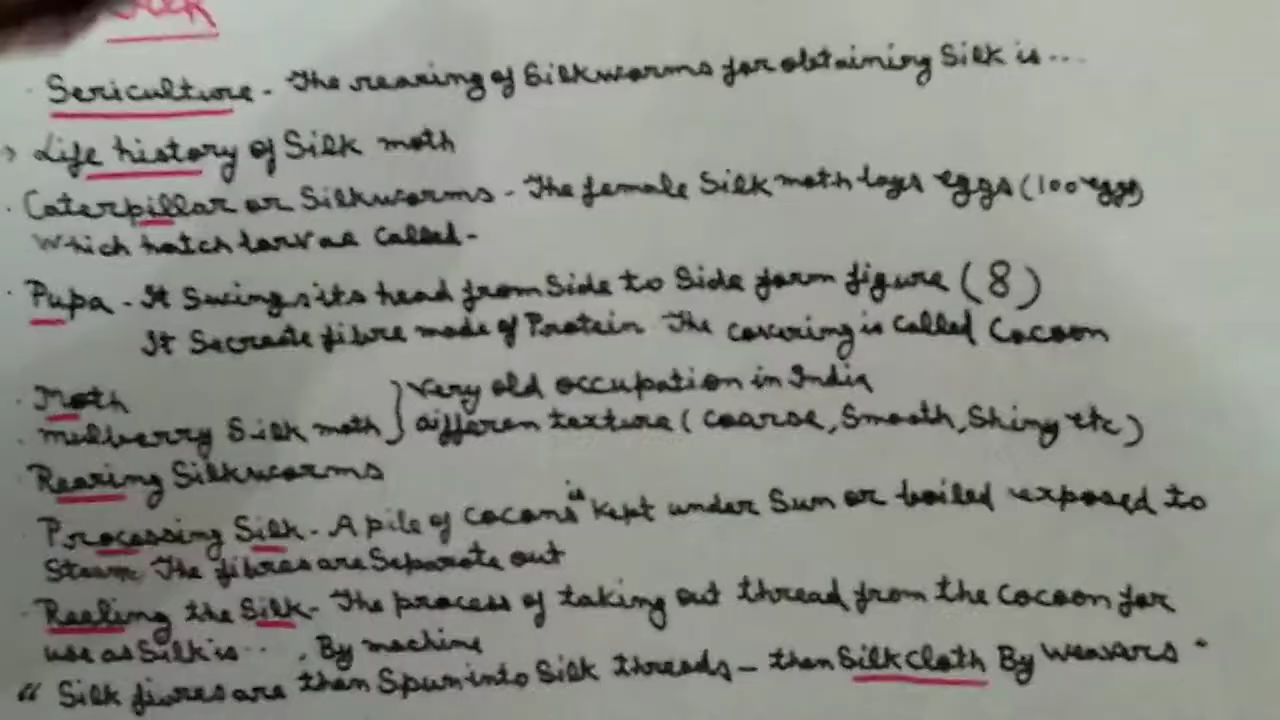 Silk
Sericulture - The rearing of Silkworms for obtaining Silk is ...
Life history of Silk moth
· Caterpillar or Silkworms - The female Silk moth lays eggs (100 eggs)
Which hatch larvae called -
· Pupa - It Swings its head from Side to Side form figure (8)
It Secreate fibre made of Protein The covering is called Cocoon
· Moth } Very old occupation in India
· mulberry Silk moth } differen texture (coarse, Smooth, Shiny etc)
Rearing Silkworms
Processing Silk - A pile of cocons " kept under Sun or boiled exposed to
Steam The fibres are Separate out
Reeling the Silk - The process of taking out thread from the Cocoon for
use as Silk is ... . By machine
" Silk fivres are then Spun into Silk threads - then Silk cloth By weavers "